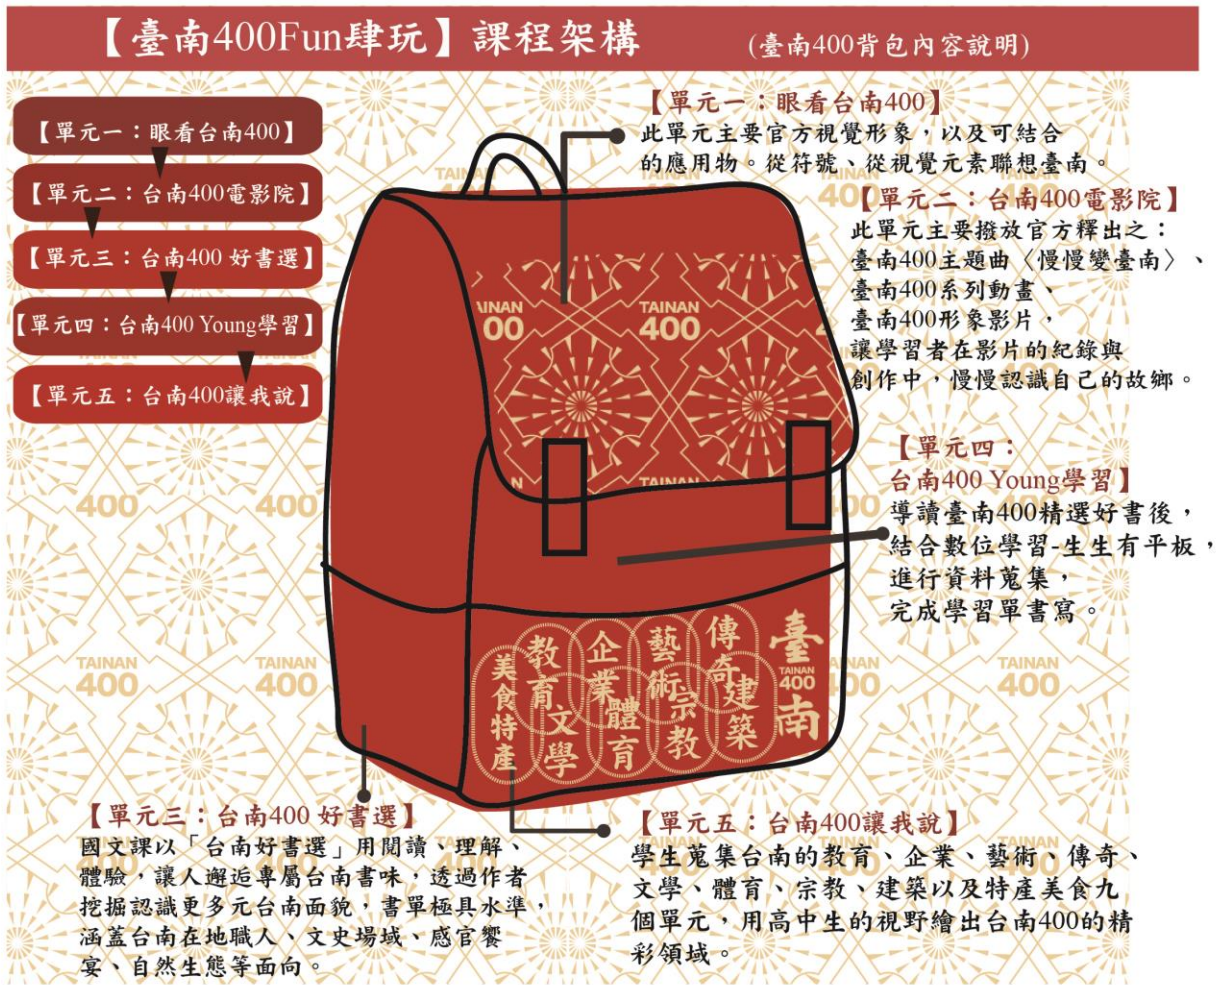 【臺南400Fun肆玩】課程架構
(臺南400背包內容說明)
【單元一：眼看台南400】
【單元二：台南400電影院】
【單元三：台南400 好書選】
【單元四：台南400 Young學習】
【單元五：台南400讓我說】
【單元一：眼看台南400】
此單元主要官方視覺形象，以及可結合
的應用物。從符號、從視覺元素聯想臺南。
【單元二：台南400電影院】
此單元主要撥放官方釋出之：
臺南400主題曲〈慢慢變臺南〉、
臺南400系列動畫、
臺南400形象影片，
讓學習者在影片的紀錄與
創作中，慢慢認識自己的故鄉。
【單元四：
台南400 Young學習】
導讀臺南400精選好書後，
結合數位學習-生生有平板，
進行資料蒐集，
完成學習單書寫。
TAINAN
400
美食特產
教育
文學
企業
體育
藝術
宗教
傳奇
建築
臺
TAINAN
400
南
【單元三：台南400 好書選】
國文課以「台南好書選」用閱讀、理解、
體驗，讓人邂逅專屬台南書味，透過作者
挖掘認識更多元台南面貌，書單極具水準，
涵蓋台南在地職人、文史場域、感官饗
宴、自然生態等面向。
【單元五：台南400讓我說】
學生蒐集台南的教育、企業、藝術、傳奇、
文學、體育、宗教、建築以及特產美食九
個單元，用高中生的視野繪出台南400的精
彩領域。